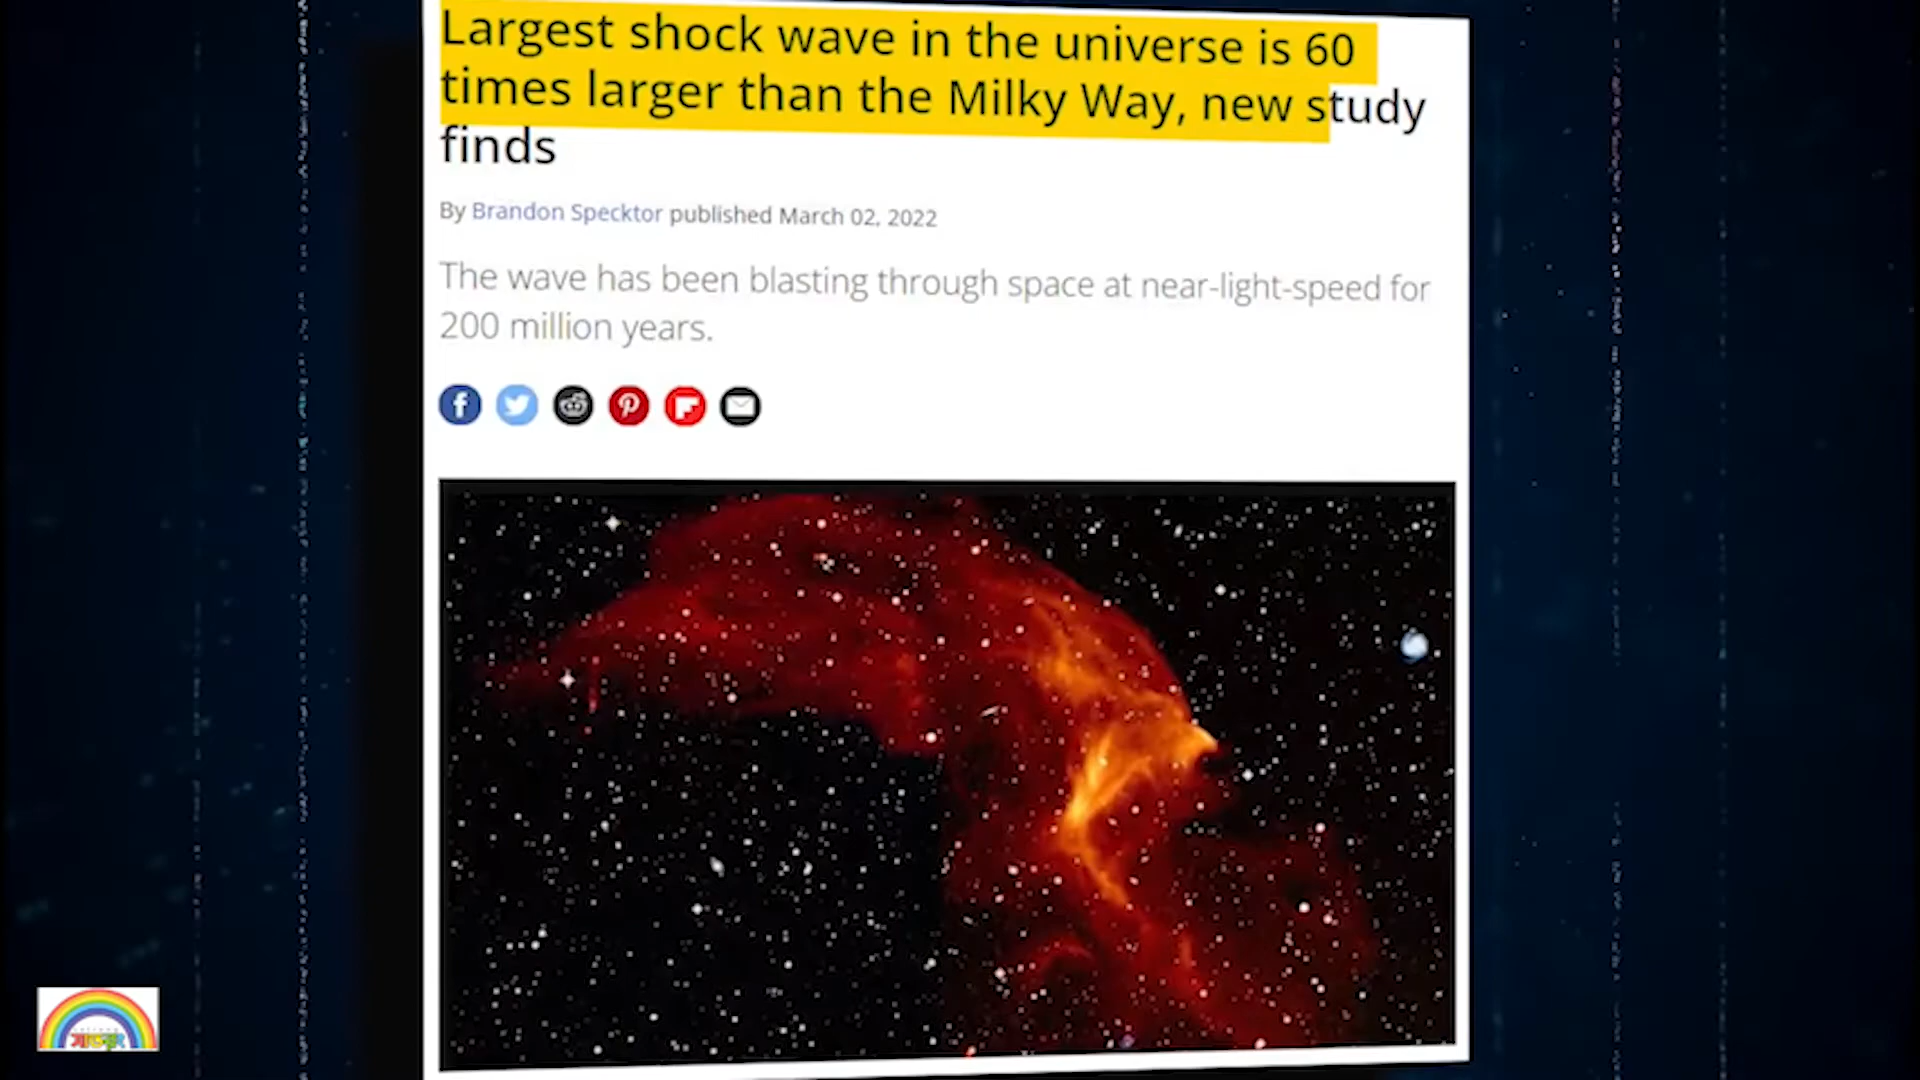 Largest shock wave in the universe is 60
times larger than the Milky Way, new study
finds
By Brandon Specktor published March 02, 2022
The wave has been blasting through space at near-light-speed for
200 million years.